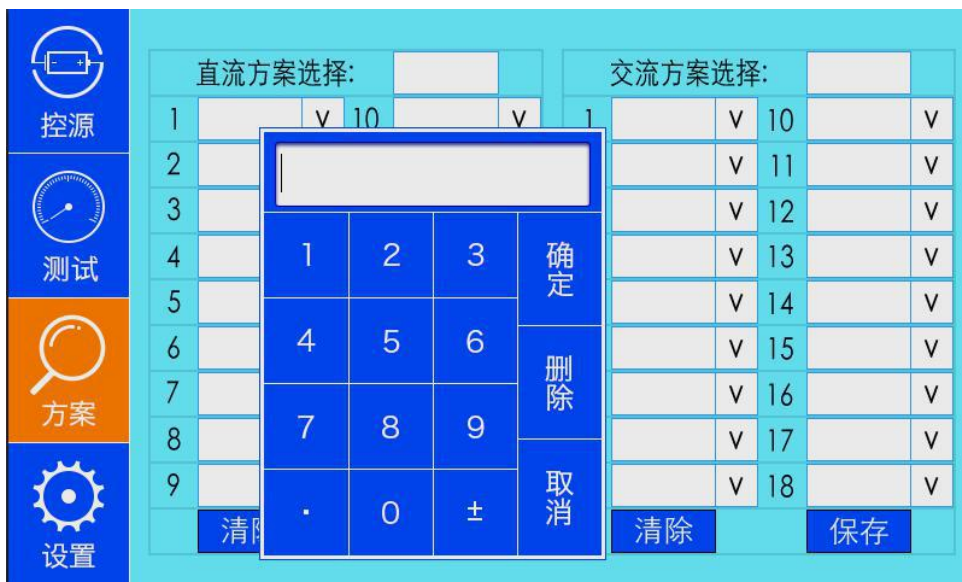 控源
测试
方案
设置
直流方案选择:
交流方案选择:
1 V 10 V 1 V 10 V
2 V 11 V
3 V 12 V
4 V 13 V
5 V 14 V
6 V 15 V
7 V 16 V
8 V 17 V
9 V 18 V
清
清除
保存
1 2 3
确定
4 5 6
删除
7 8 9
取消
. 0 ±